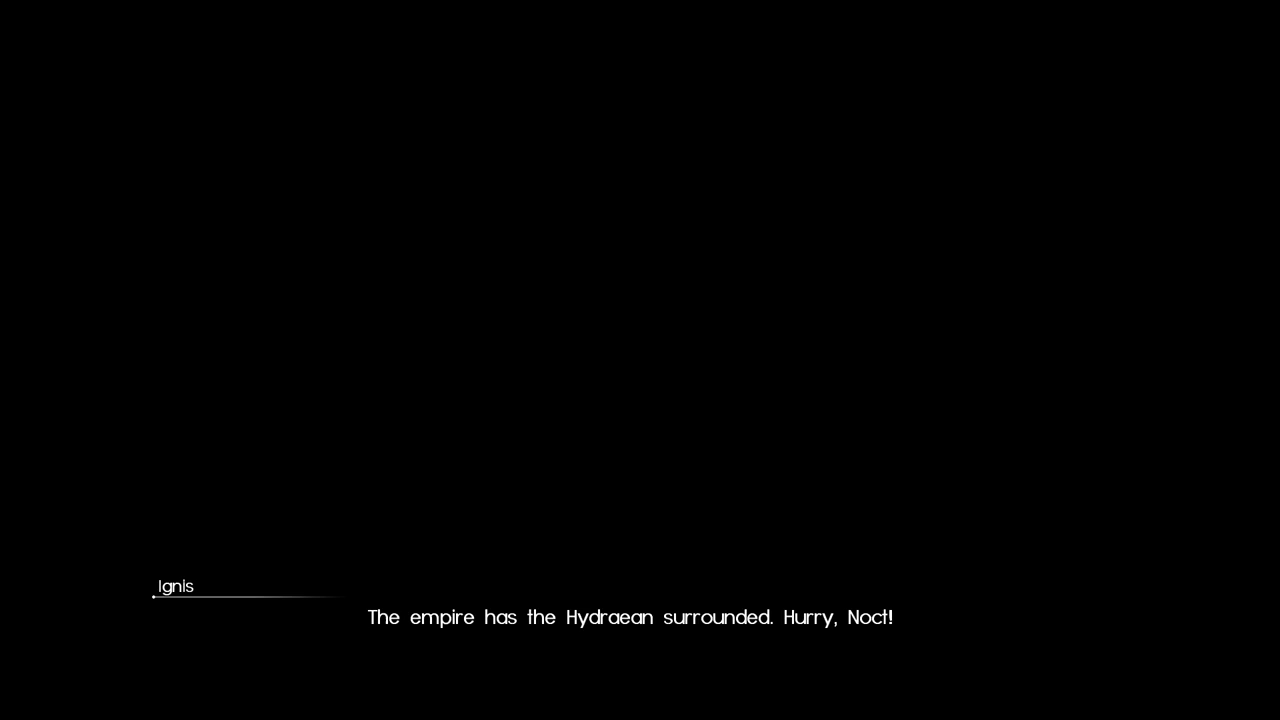 Ignis
The empire has the Hydraean surrounded. Hurry, Noct!